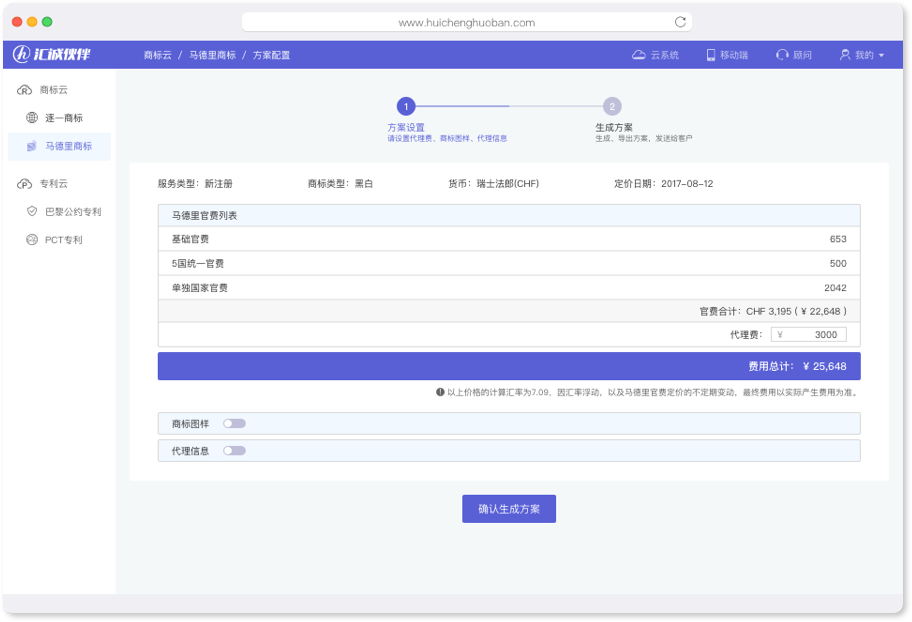 www.huichenghuoban.com
汇诚伙伴
商标云 / 马德里商标 / 方案配置
云系统
移动端
顾问
我的
商标云
逐一商标
马德里商标
专利云
巴黎公约专利
PCT专利
1
2
方案设置
生成方案
请设置代理费、商标图样、代理信息
生成、导出方案，发送给客户
服务类型：新注册
商标类型：黑白
货币：瑞士法郎(CHF)
定价日期：2017-08-12
马德里官费列表
基础官费 653
5国统一官费 500
单独国家官费 2042
官费合计：CHF 3,195 ( ¥ 22,648 )
代理费： ¥ 3000
费用总计： ¥ 25,648
以上价格的计算汇率为7.09，因汇率浮动，以及马德里官费定价的不定期变动，最终费用以实际产生费用为准。
商标图样
代理信息
确认生成方案